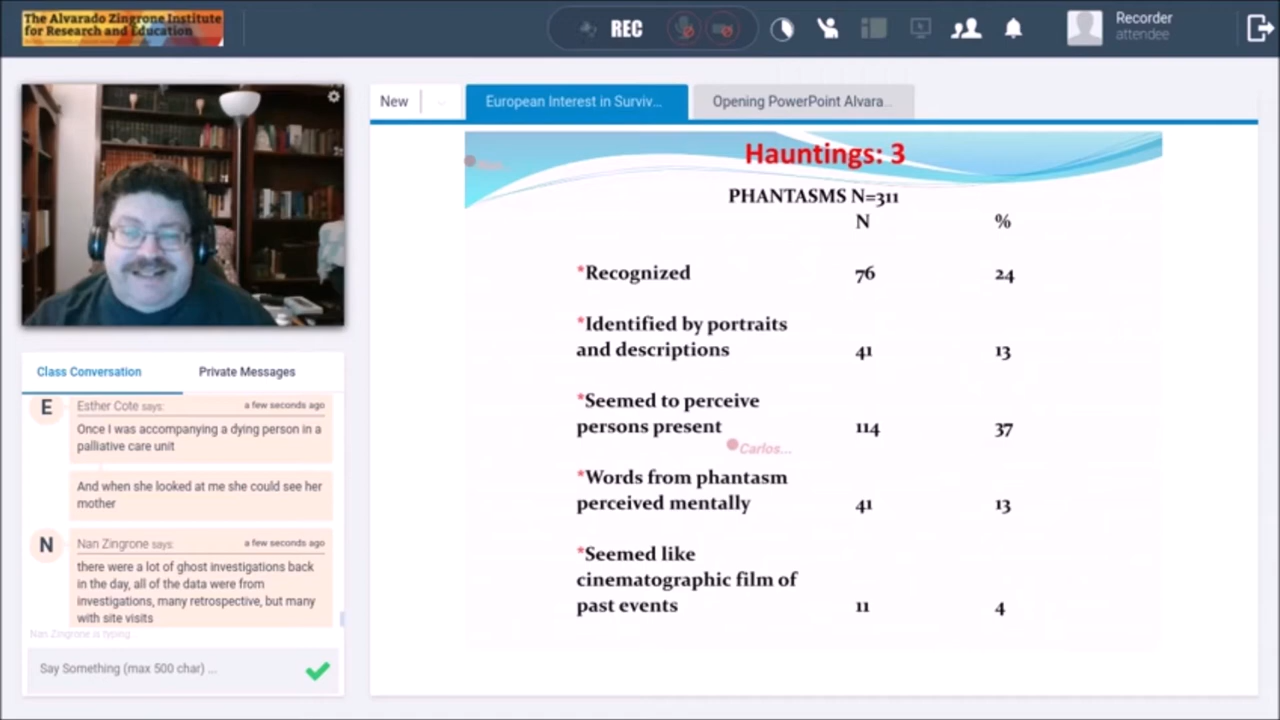 The Alvarado Zingrone Institute
for Research and Education
REC
Recorder
attendee
New
European Interest in Surviv...
Opening PowerPoint Alvara...
Hauntings: 3
PHANTASMS N=311
N %
*Recognized 76 24
*Identified by portraits
and descriptions 41 13
*Seemed to perceive
persons present 114 37
Carlos...
*Words from phantasm
perceived mentally 41 13
*Seemed like
cinematographic film of
past events 11 4
Class Conversation Private Messages
E Esther Cote says: a few seconds ago
Once I was accompanying a dying person in a
palliative care unit
And when she looked at me she could see her
mother
N Nan Zingrone says: a few seconds ago
there were a lot of ghost investigations back
in the day, all of the data were from
investigations, many retrospective, but many
with site visits
Nan Zingrone is typing
Say Something (max 500 char) ...